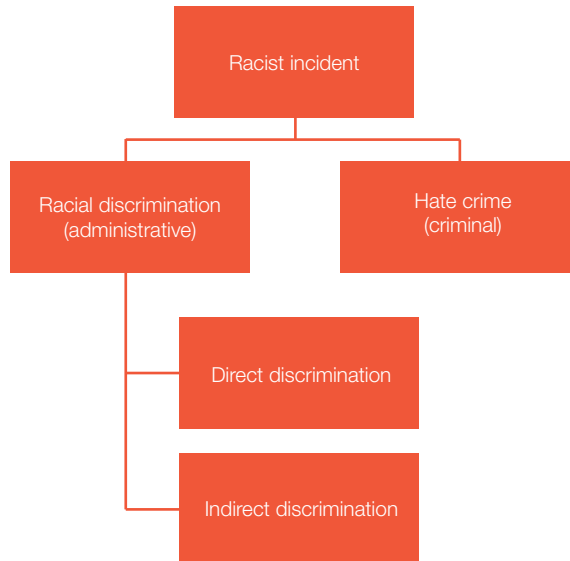 Racist incident
Racial discrimination
(administrative)
Hate crime
(criminal)
Direct discrimination
Indirect discrimination